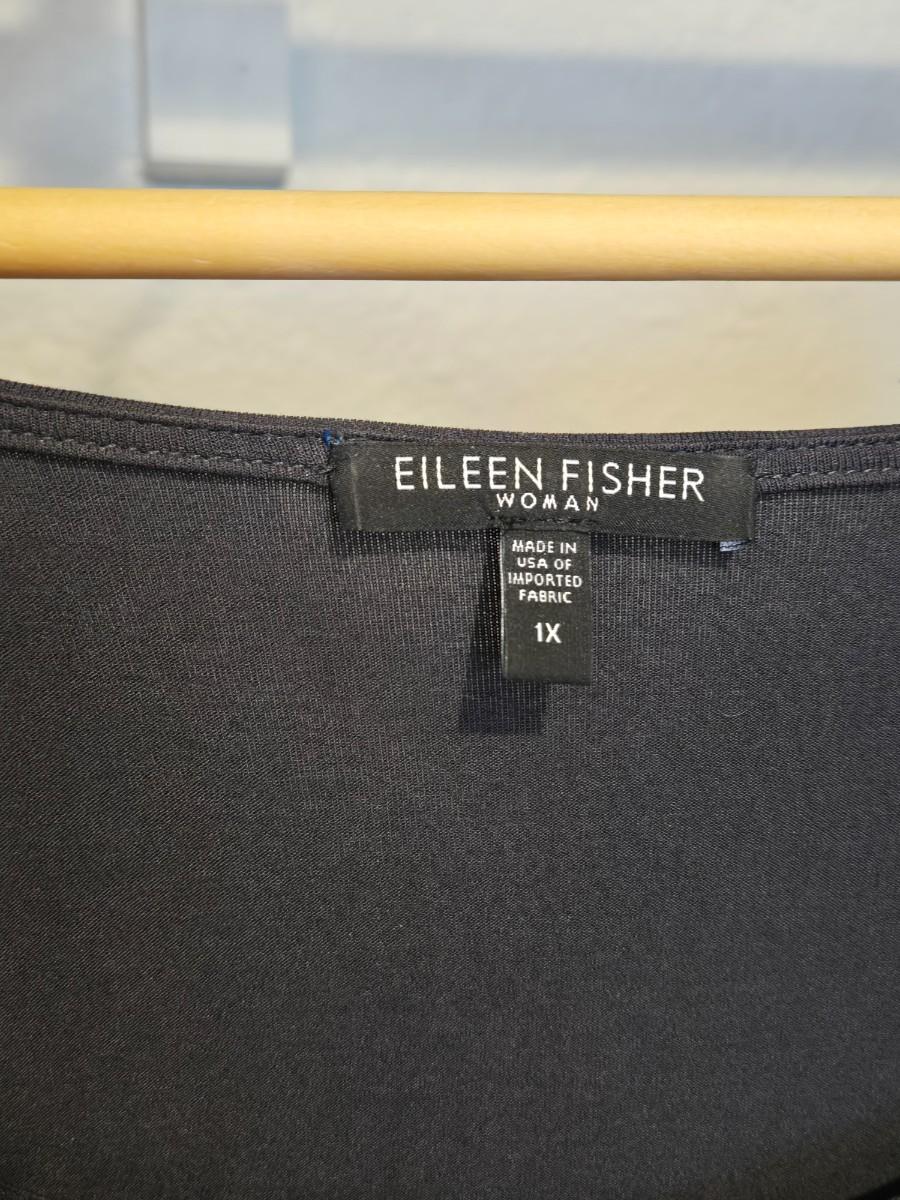 EILEEN FISHER
WOMAN
MADE IN
USA OF
IMPORTED
FABRIC
1X